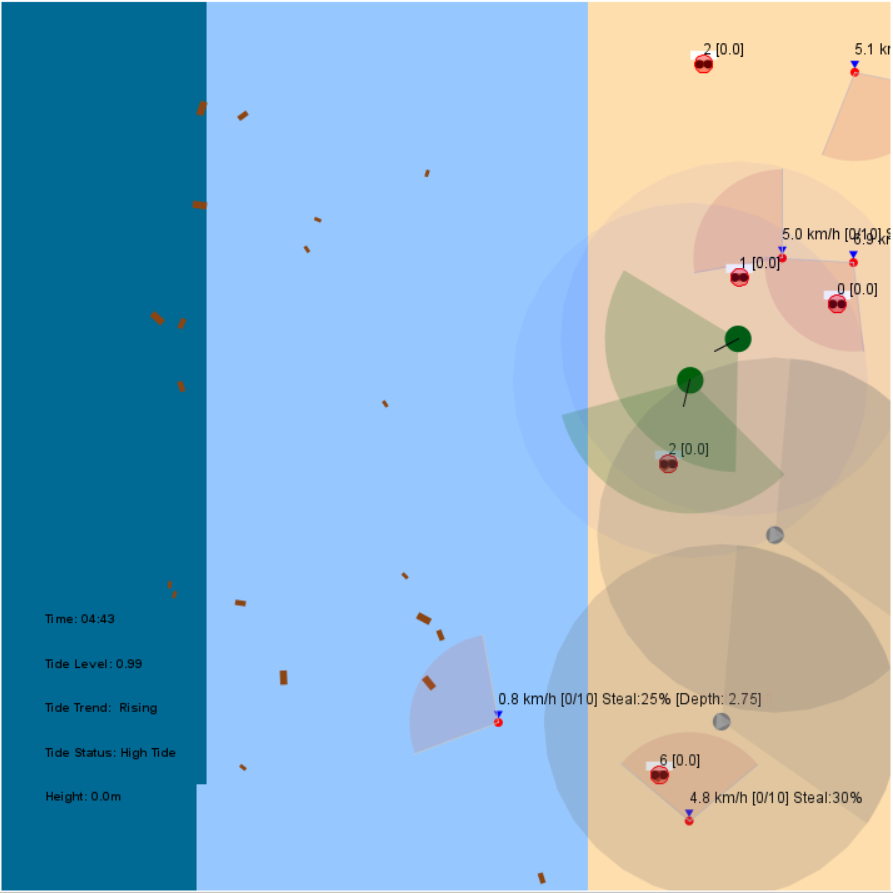 2 [0.0]
5.1 k
5.0 km/h [0/10] S
6.9 k
1 [0.0]
0 [0.0]
2 [0.0]
Time: 04:43
Tide Level: 0.99
0.8 km/h [0/10] Steal:25% [Depth: 2.75]
Tide Trend: Rising
Tide Status: High Tide
6 [0.0]
Height: 0.0m
4.8 km/h [0/10] Steal:30%